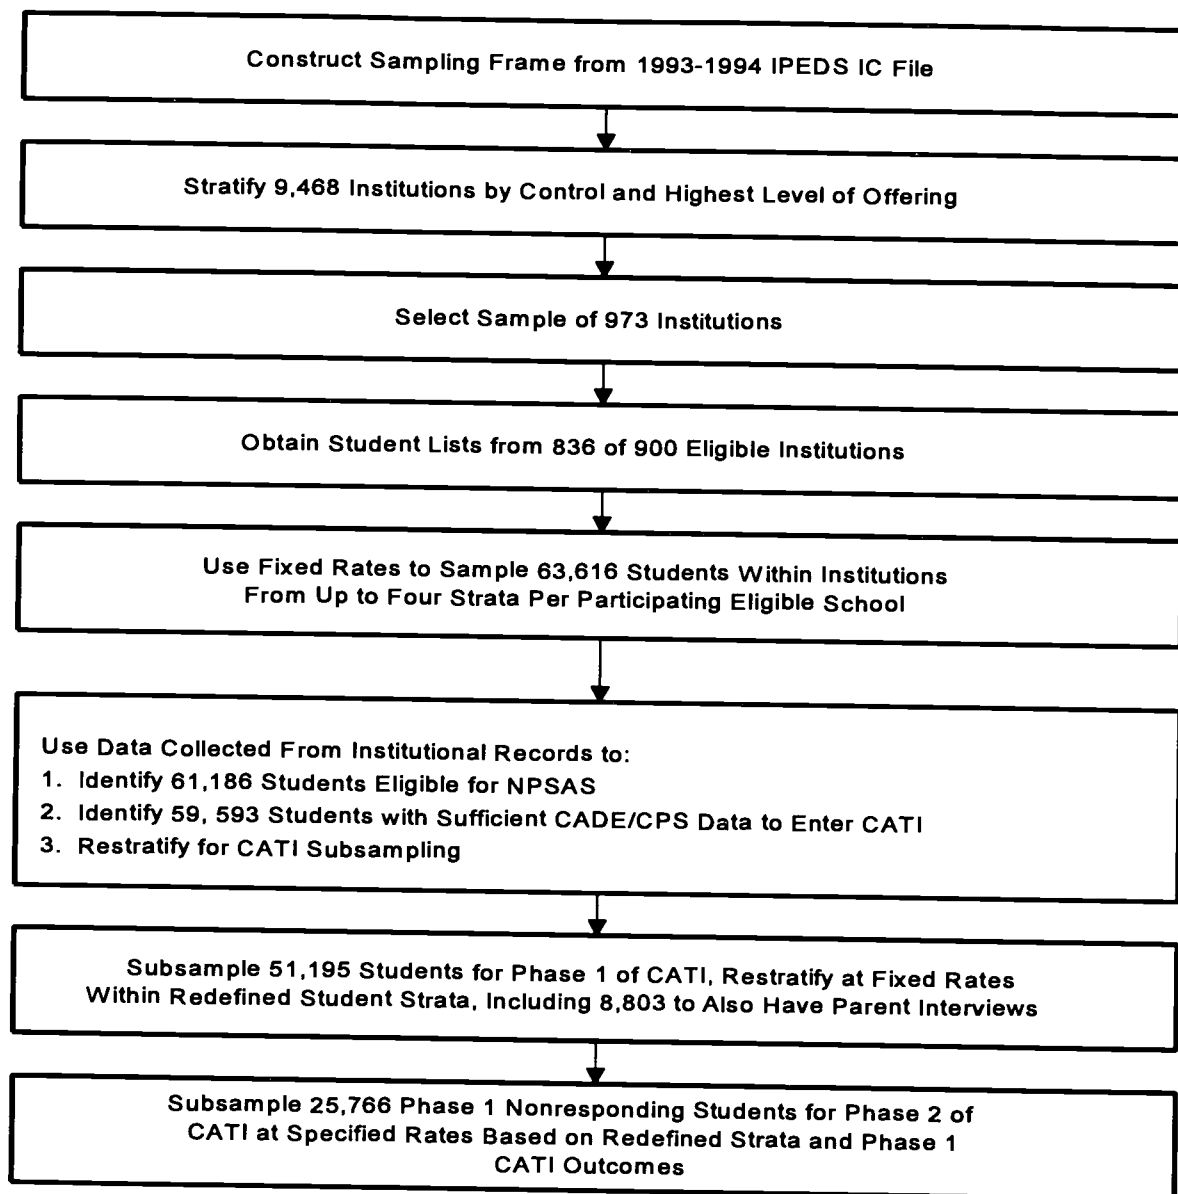 Construct Sampling Frame from 1993-1994 IPEDS IC File
Stratify 9,468 Institutions by Control and Highest Level of Offering
Select Sample of 973 Institutions
Obtain Student Lists from 836 of 900 Eligible Institutions
Use Fixed Rates to Sample 63,616 Students Within Institutions
From Up to Four Strata Per Participating Eligible School
Use Data Collected From Institutional Records to:
1. Identify 61,186 Students Eligible for NPSAS
2. Identify 59, 593 Students with Sufficient CADE/CPS Data to Enter CATI
3. Restratify for CATI Subsampling
Subsample 51,195 Students for Phase 1 of CATI, Restratify at Fixed Rates
Within Redefined Student Strata, Including 8,803 to Also Have Parent Interviews
Subsample 25,766 Phase 1 Nonresponding Students for Phase 2 of
CATI at Specified Rates Based on Redefined Strata and Phase 1
CATI Outcomes